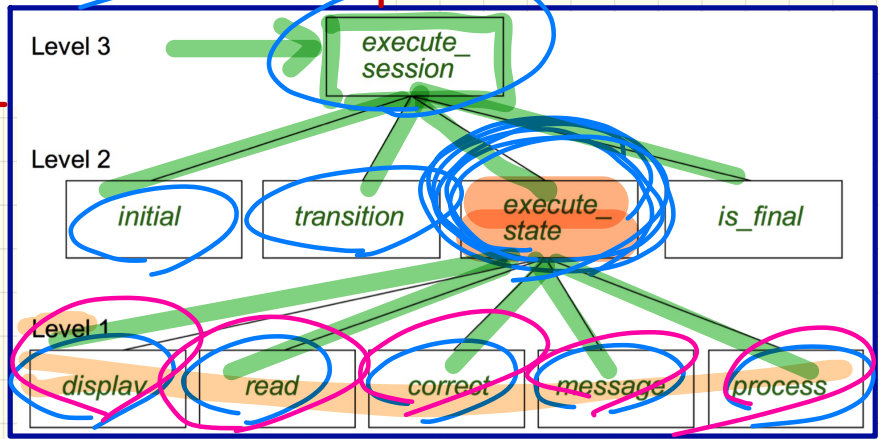 Level 3
execute_
session
Level 2
initial
transition
execute_
state
is_final
Level 1
display
read
correct
message
process